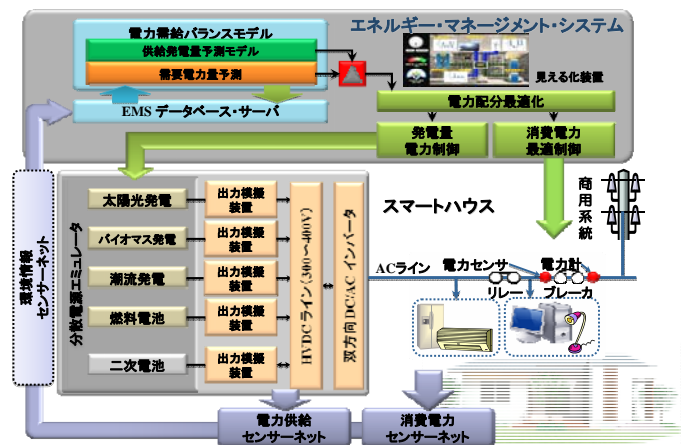 エネルギー・マネージメント・システム
電力需給バランスモデル
供給発電量予測モデル
需要電力量予測
見える化装置
EMS データベース・サーバ
電力配分最適化
発電量
電力制御
消費電力
最適制御
環境情報
センサーネット
分散電源エミュレータ
太陽光発電
出力模擬
装置
バイオマス発電
出力模擬
装置
潮流発電
出力模擬
装置
燃料電池
出力模擬
装置
二次電池
出力模擬
装置
HVDC ライン(300～400V)
双方向DC/AC インバータ
スマートハウス
商用系統
ACライン
電力センサ
電力計
リレー
ブレーカ
電力供給
センサーネット
消費電力
センサーネット